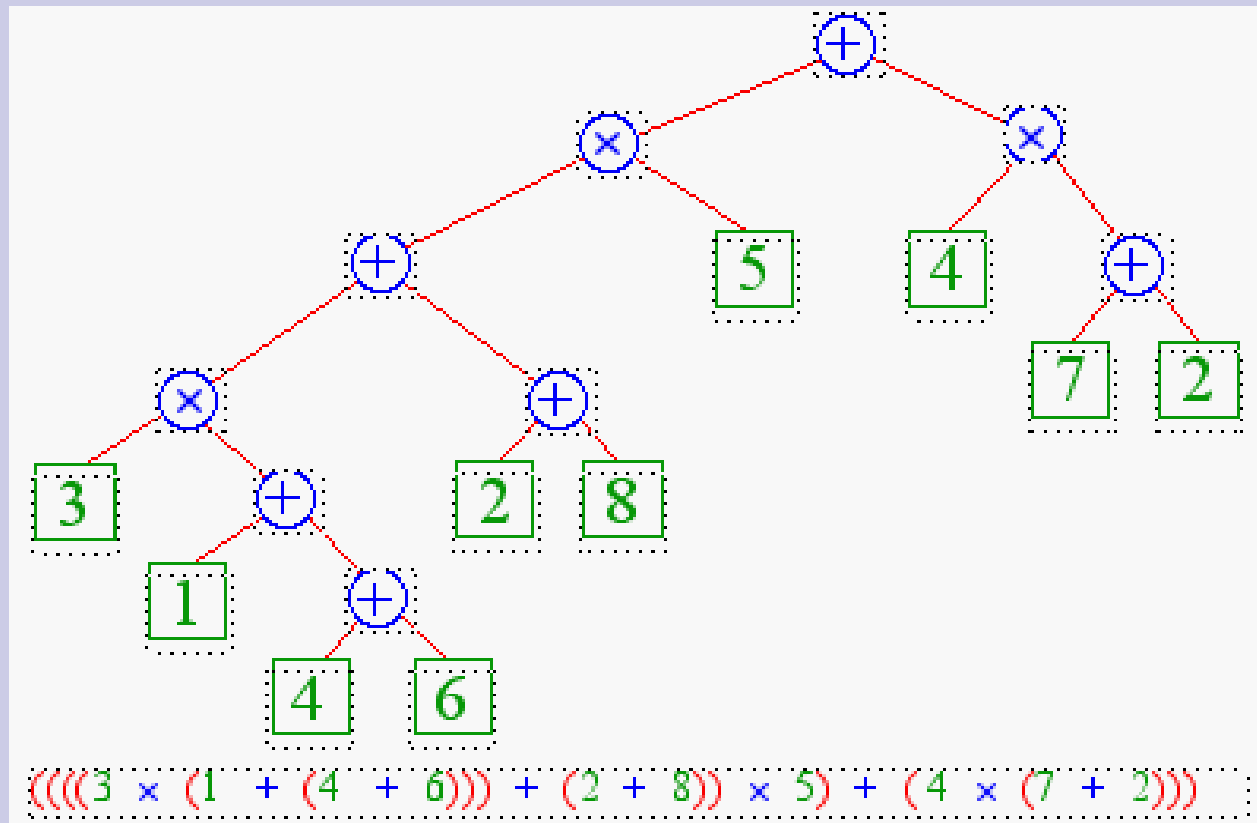 +
× ×
+ 5 4 +
7 2
× +
3 + 2 8
1 +
4 6
((((3 × (1 + (4 + 6))) + (2 + 8)) × 5) + (4 × (7 + 2)))